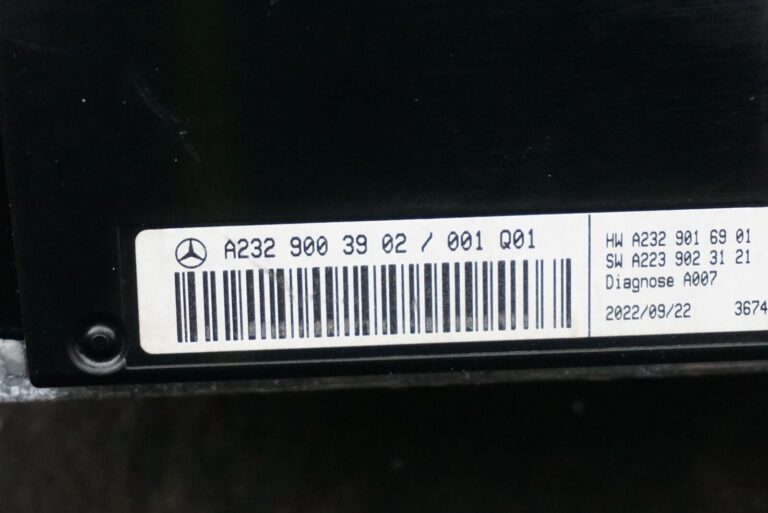 A232 900 39 02 / 001 Q01
HW A232 901 69 01
SW A223 902 31 21
Diagnose A007
2022/09/22 3674